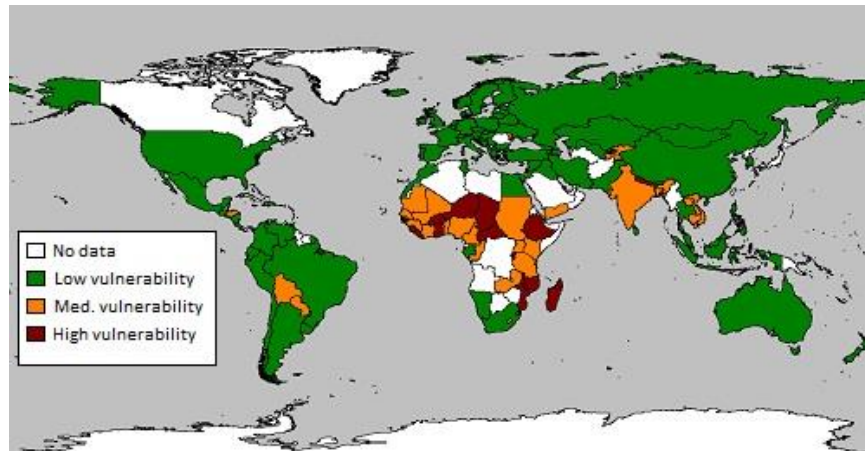 No data
Low vulnerability
Med. vulnerability
High vulnerability